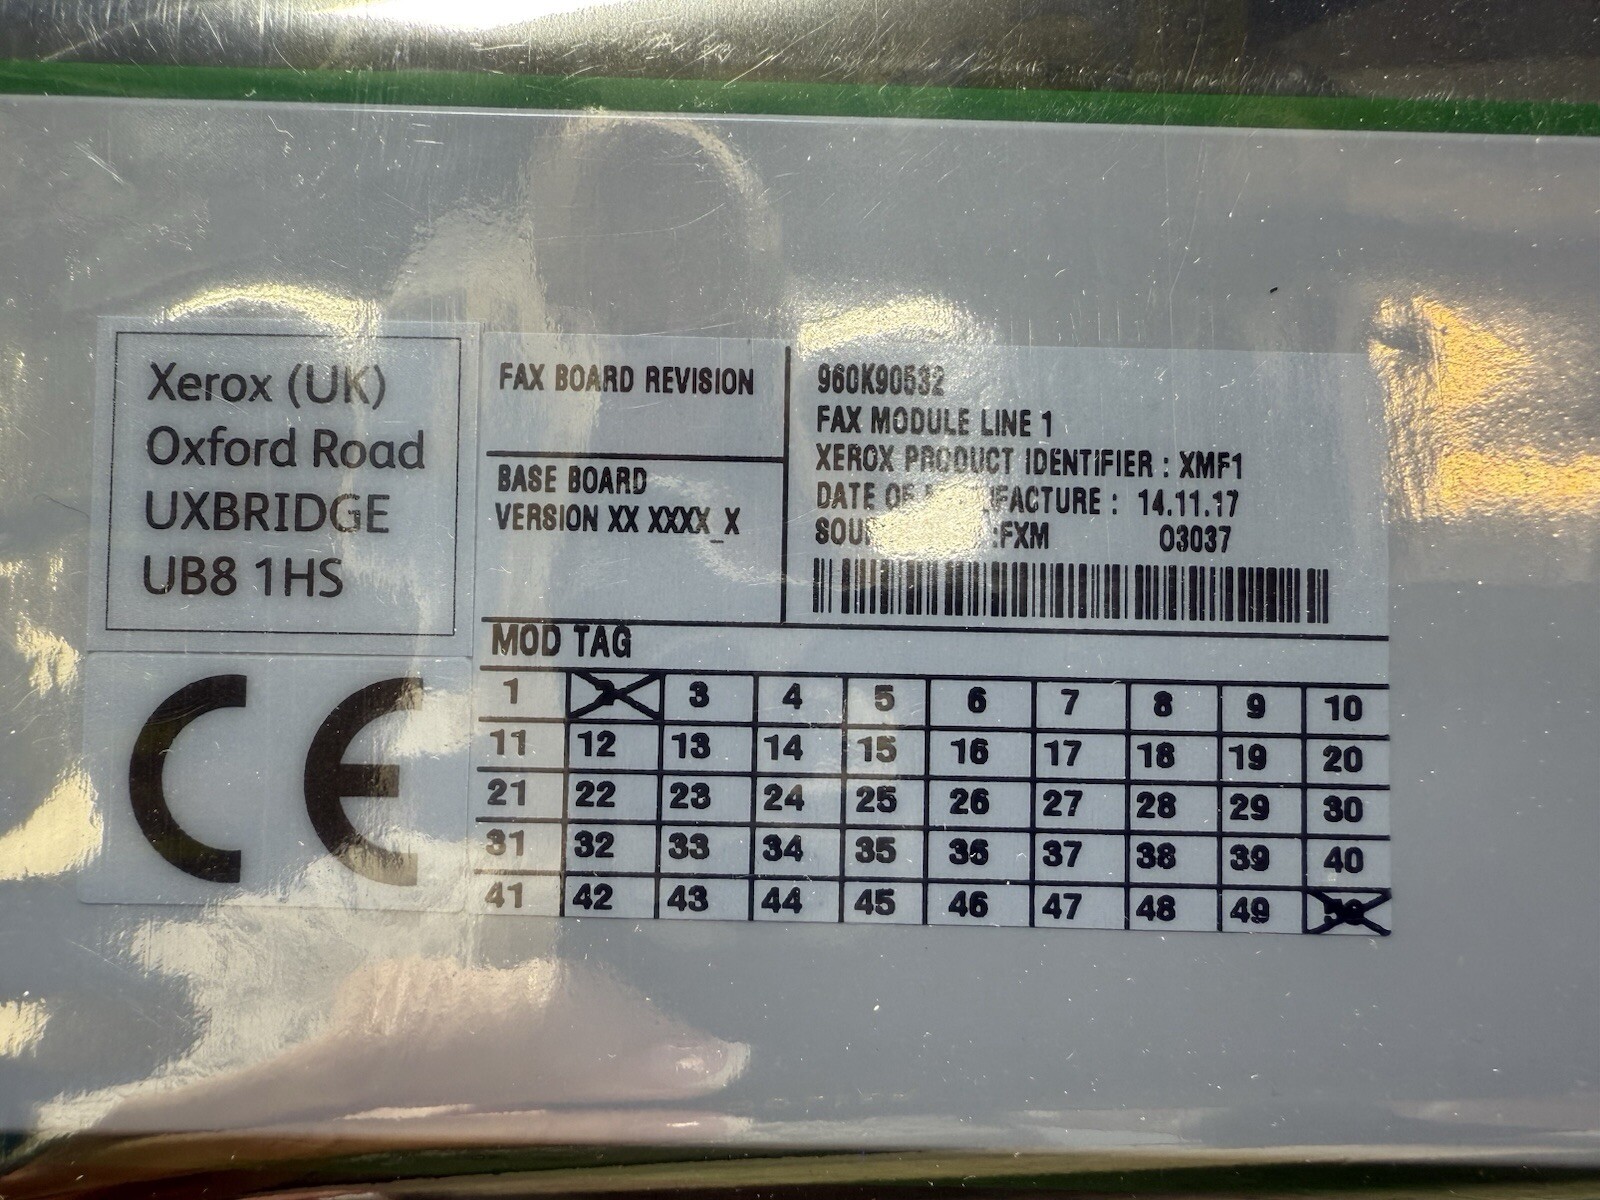 Xerox (UK)
Oxford Road
UXBRIDGE
UB8 1HS
CE
FAX BOARD REVISION
BASE BOARD
VERSION XX XXXX_X
960K90532
FAX MODULE LINE 1
XEROX PRODUCT IDENTIFIER : XMF1
DATE OF MANUFACTURE : 14.11.17
:FXM 03037
MOD TAG
1 2 3 4 5 6 7 8 9 10
11 12 13 14 15 16 17 18 19 20
21 22 23 24 25 26 27 28 29 30
31 32 33 34 35 36 37 38 39 40
41 42 43 44 45 46 47 48 49 50